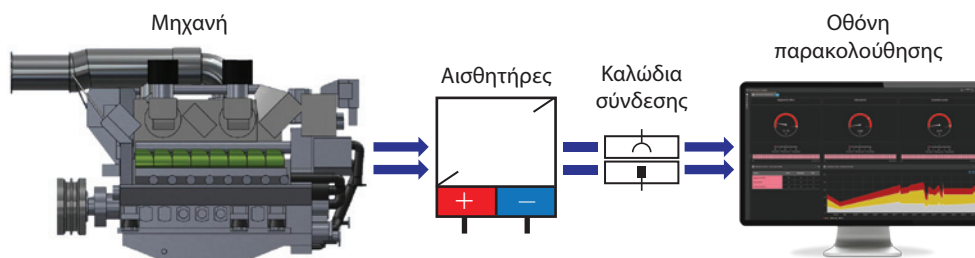 Μηχανή
Αισθητήρες
Καλώδια
σύνδεσης
Οθόνη
παρακολούθησης
+
−